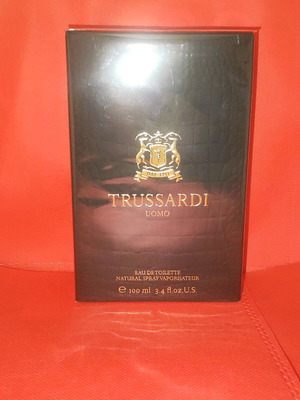 TRUSSARDI
UOMO
EAU DE TOILETTE
NATURAL SPRAY VAPORISATEUR
e 100 ml 3.4 fl.oz.U.S.